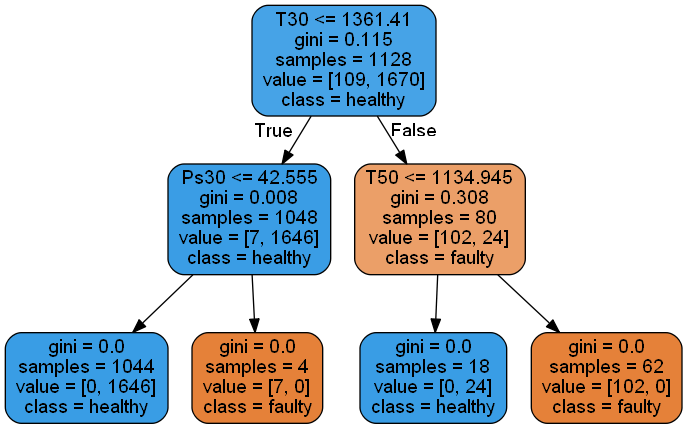 T30 <= 1361.41
gini = 0.115
samples = 1128
value = [109, 1670]
class = healthy
True
False
Ps30 <= 42.555
gini = 0.008
samples = 1048
value = [7, 1646]
class = healthy
T50 <= 1134.945
gini = 0.308
samples = 80
value = [102, 24]
class = faulty
gini = 0.0
samples = 1044
value = [0, 1646]
class = healthy
gini = 0.0
samples = 4
value = [7, 0]
class = faulty
gini = 0.0
samples = 18
value = [0, 24]
class = healthy
gini = 0.0
samples = 62
value = [102, 0]
class = faulty